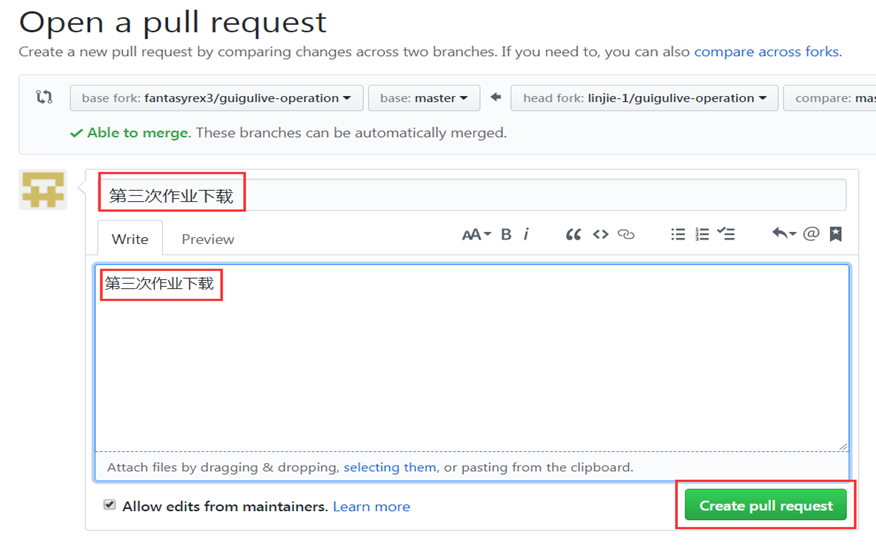 Open a pull request
Create a new pull request by comparing changes across two branches. If you need to, you can also compare across forks.
base fork: fantasyrex3/guigulive-operation base: master head fork: linjie-1/guigulive-operation compare: mas
Able to merge. These branches can be automatically merged.
第三次作业下载
Write Preview AA B i @
第三次作业下载
Attach files by dragging & dropping, selecting them, or pasting from the clipboard.
Allow edits from maintainers. Learn more Create pull request